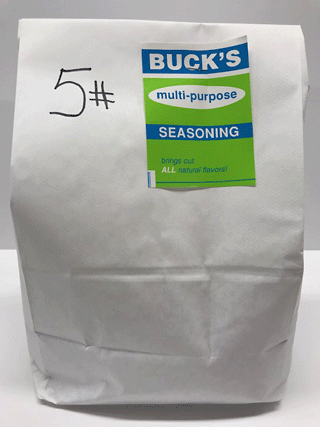 5#
BUCK'S
multi-purpose
SEASONING
brings out
ALL natural flavors!